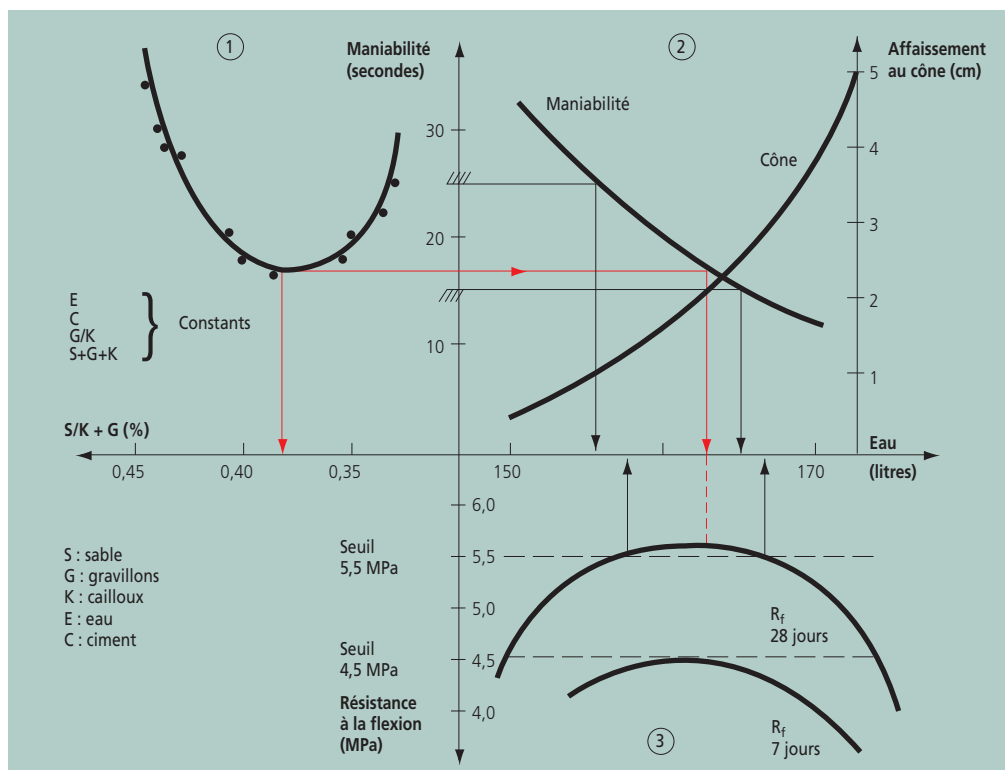 1
Maniabilité
(secondes)
2
Affaissement
au cône (cm)
Maniabilité
Cône
30
20
10
5
4
3
2
1
E
C
G/K
S+G+K
}
Constants
S/K + G (%)
0,45
0,40
0,35
150
170
Eau
(litres)
S : sable
G : gravillons
K : cailloux
E : eau
C : ciment
6,0
Seuil
5,5 MPa
5,5
5,0
Seuil
4,5 MPa
4,5
4,0
Résistance
à la flexion
(MPa)
Rf
28 jours
3
Rf
7 jours